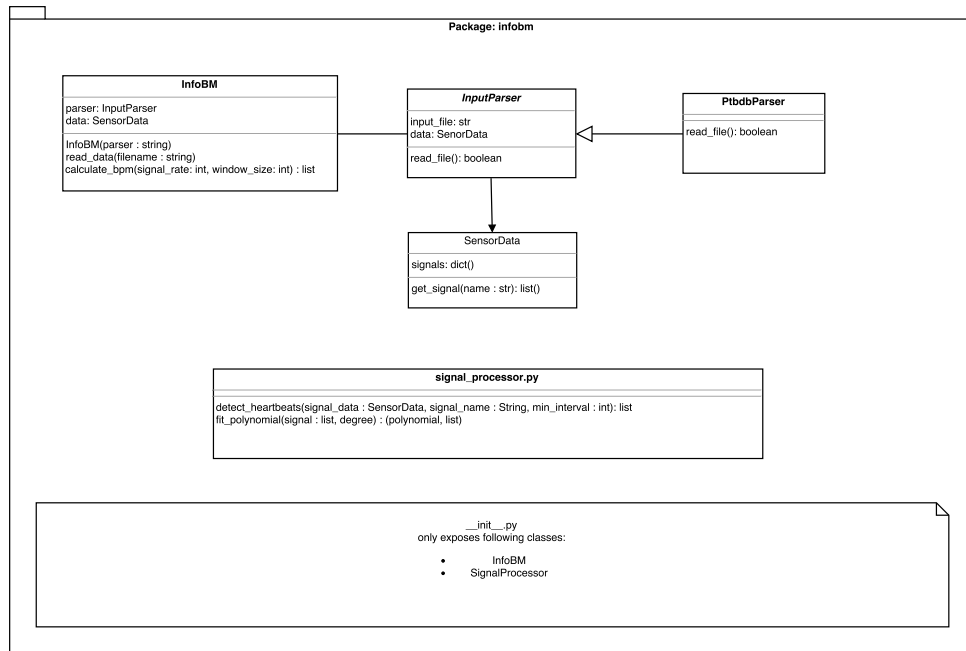 Package: infobm
InfoBM
parser: InputParser
data: SensorData
InfoBM(parser : string)
read_data(filename : string)
calculate_bpm(signal_rate: int, window_size: int) : list
InputParser
input_file: str
data: SenorData
read_file(): boolean
PtbdbParser
read_file(): boolean
SensorData
signals: dict()
get_signal(name : str): list()
signal_processor.py
detect_heartbeats(signal_data : SensorData, signal_name : String, min_interval : int): list
fit_polynomial(signal : list, degree) : (polynomial, list)
__init__.py
only exposes following classes:
• InfoBM
• SignalProcessor